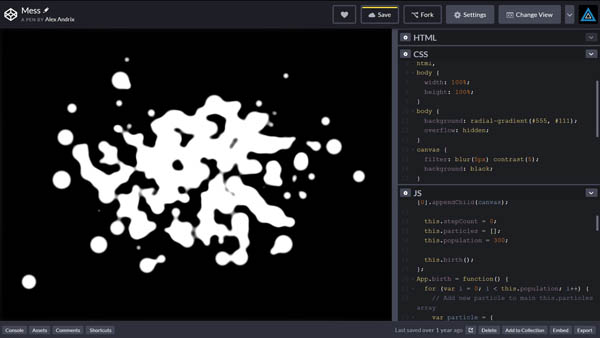 Mess
A PEN BY Alex Andrix
Save
Fork
Settings
Change View
HTML
CSS
html,
body {
width: 100%;
height: 100%;
}
body {
background: radial-gradient(#555, #111);
overflow: hidden;
}
canvas {
filter: blur(5px) contrast(5);
background: black;
}
JS
[0].appendChild(canvas);
this.stepCount = 0;
this.particles = [];
this.population = 300;
this.birth();
};
App.birth = function() {
for (var i = 0; i < this.population; i++) {
// Add new particle to main this.particles
array
var particle = {
Console
Assets
Comments
Shortcuts
Last saved over 1 year ago
Delete
Add to Collection
Embed
Export